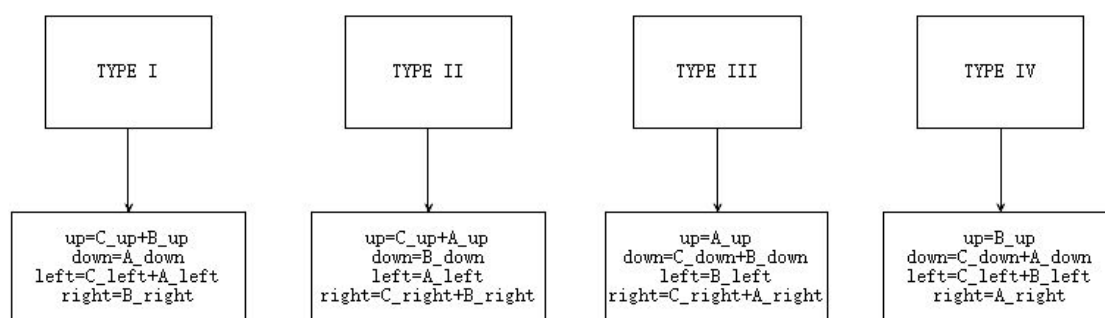 TYPE I
TYPE II
TYPE III
TYPE IV
up=C_up+B_up
down=A_down
left=C_left+A_left
right=B_right
up=C_up+A_up
down=B_down
left=A_left
right=C_right+B_right
up=A_up
down=C_down+B_down
left=B_left
right=C_right+A_right
up=B_up
down=C_down+A_down
left=C_left+B_left
right=A_right